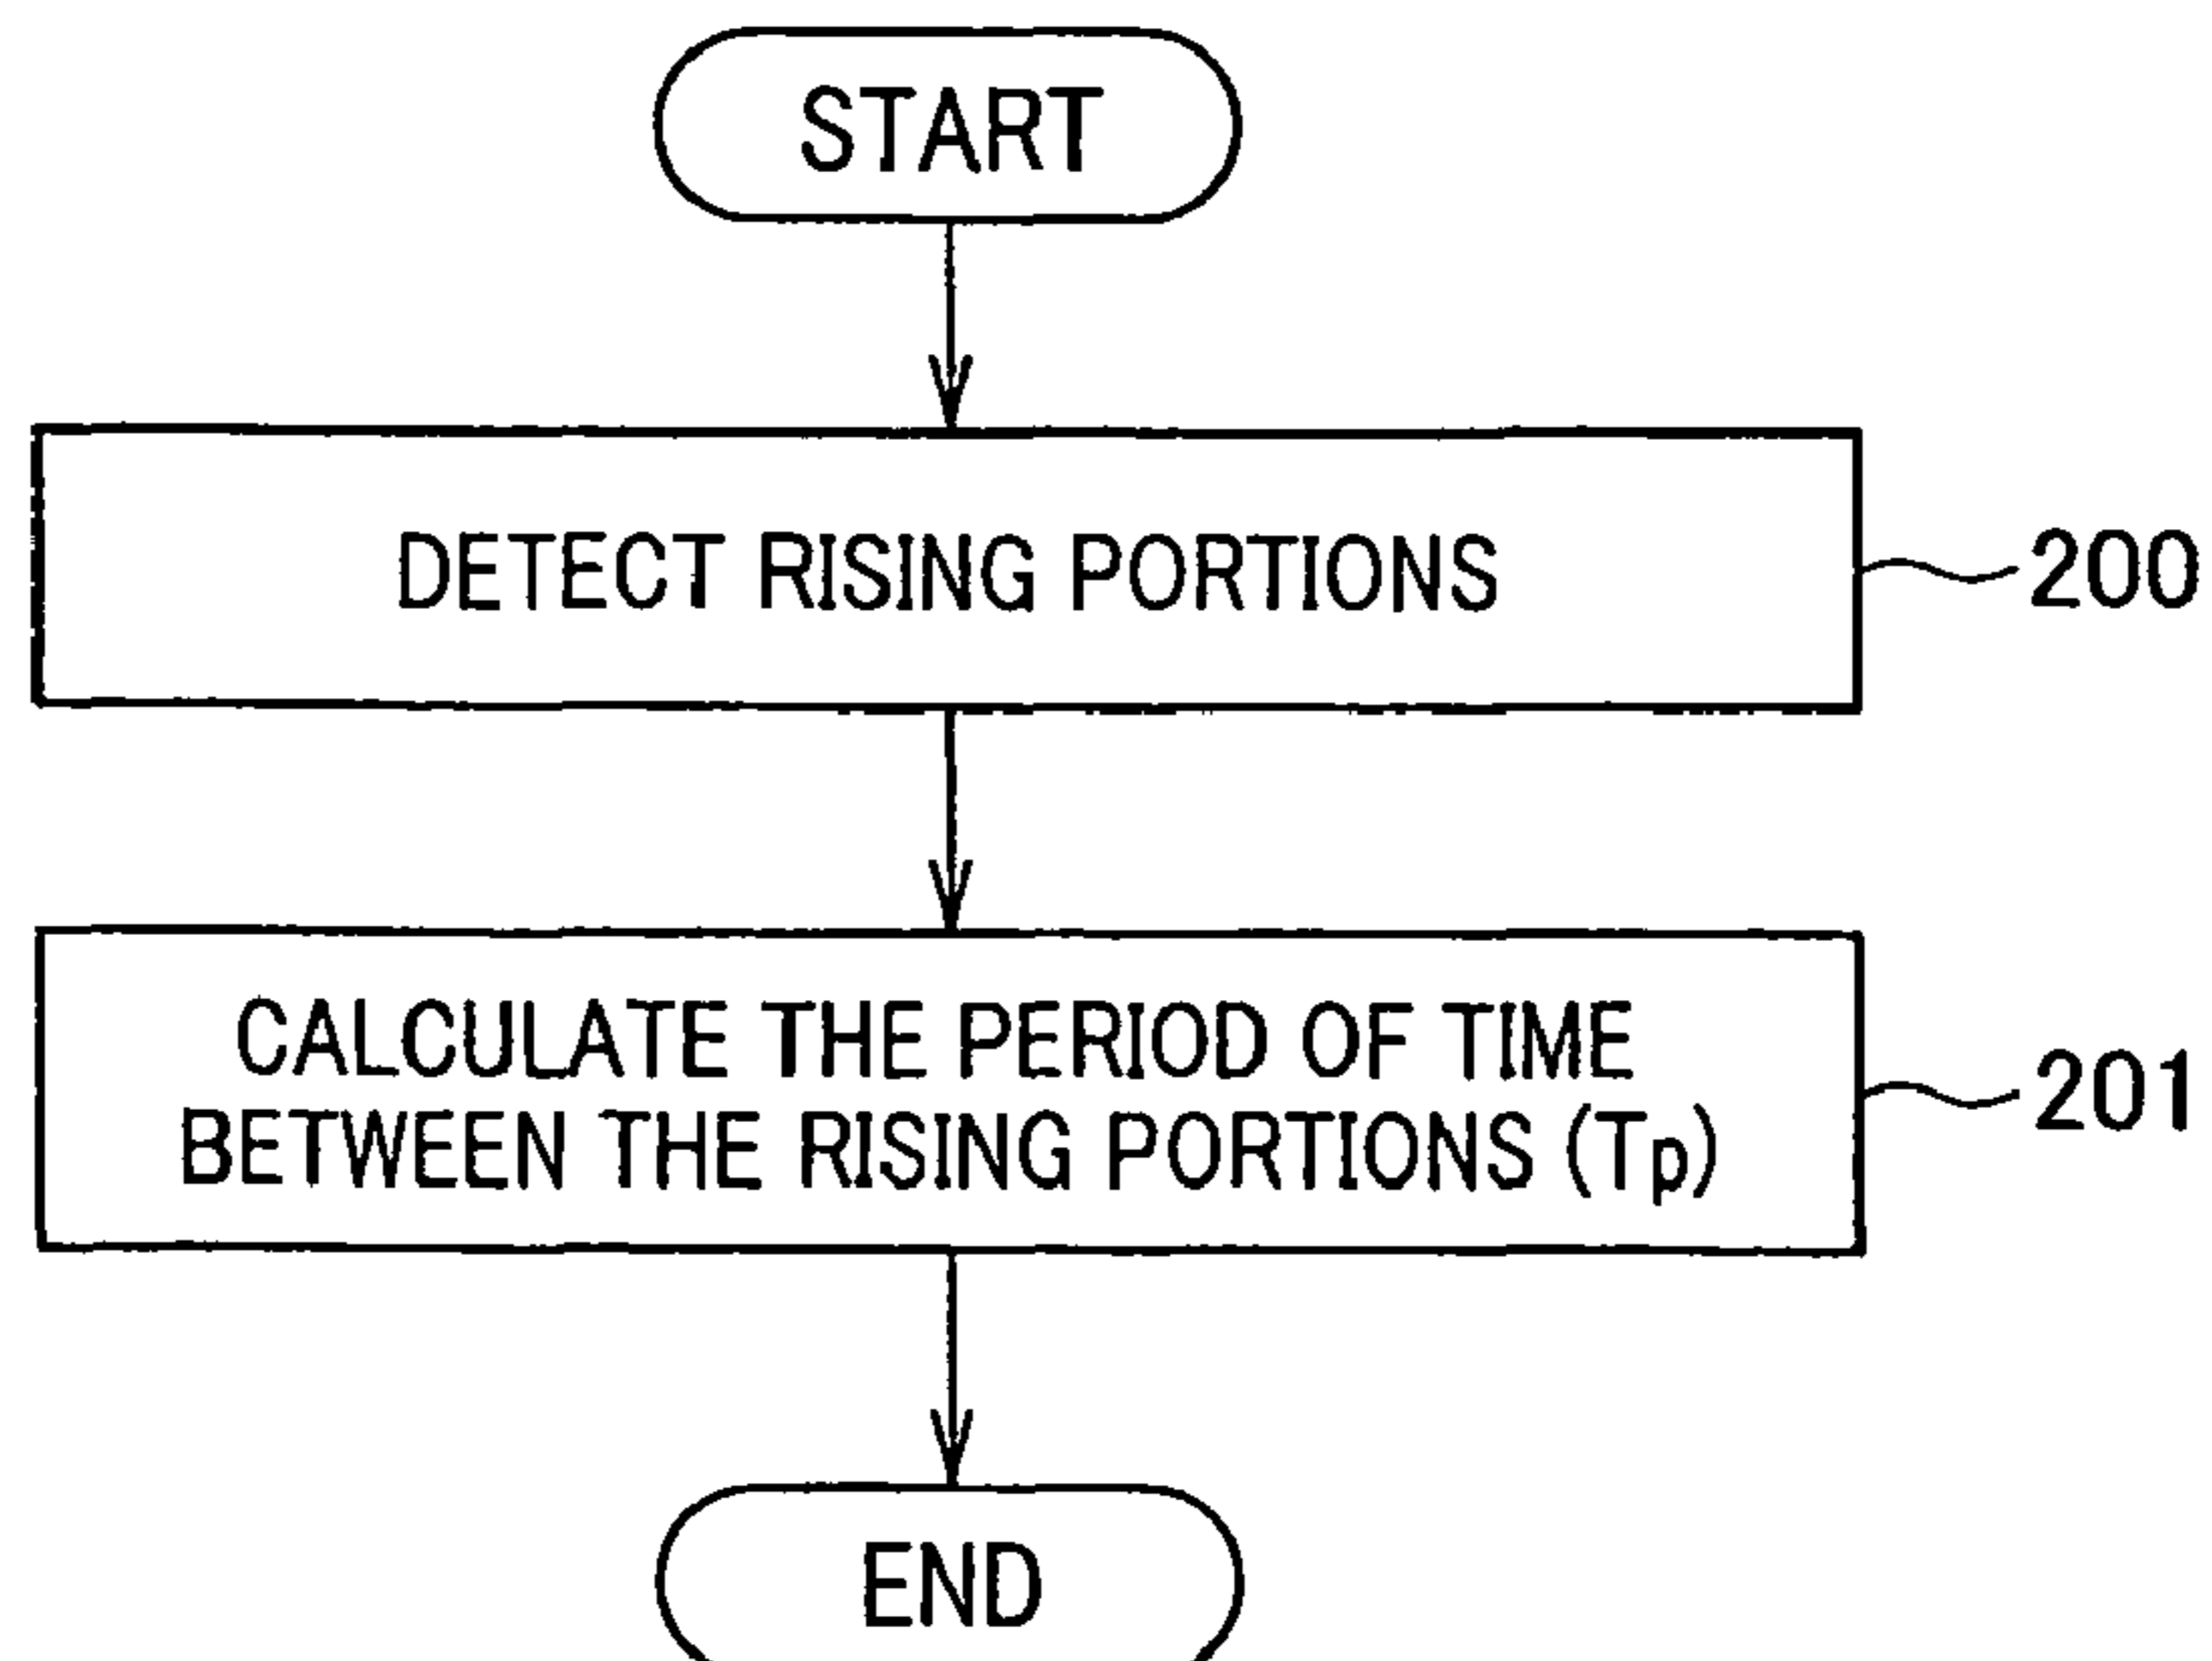 START
DETECT RISING PORTIONS
200
CALCULATE THE PERIOD OF TIME
BETWEEN THE RISING PORTIONS (Tp)
201
END